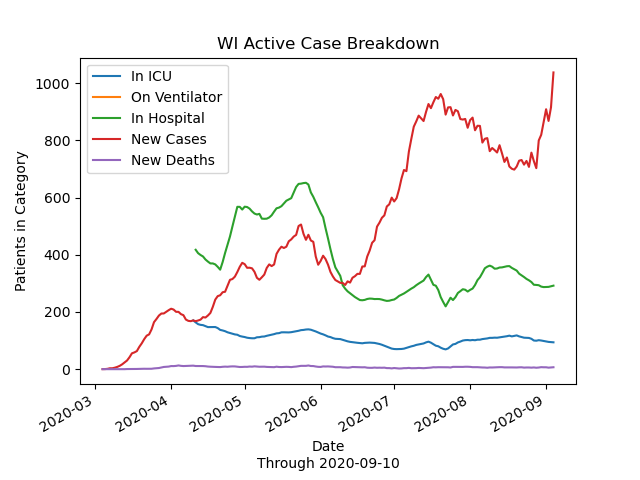 WI Active Case Breakdown
In ICU
On Ventilator
In Hospital
New Cases
New Deaths
Patients in Category
1000
800
600
400
200
0
2020-03
2020-04
2020-05
2020-06
2020-07
2020-08
2020-09
Date
Through 2020-09-10